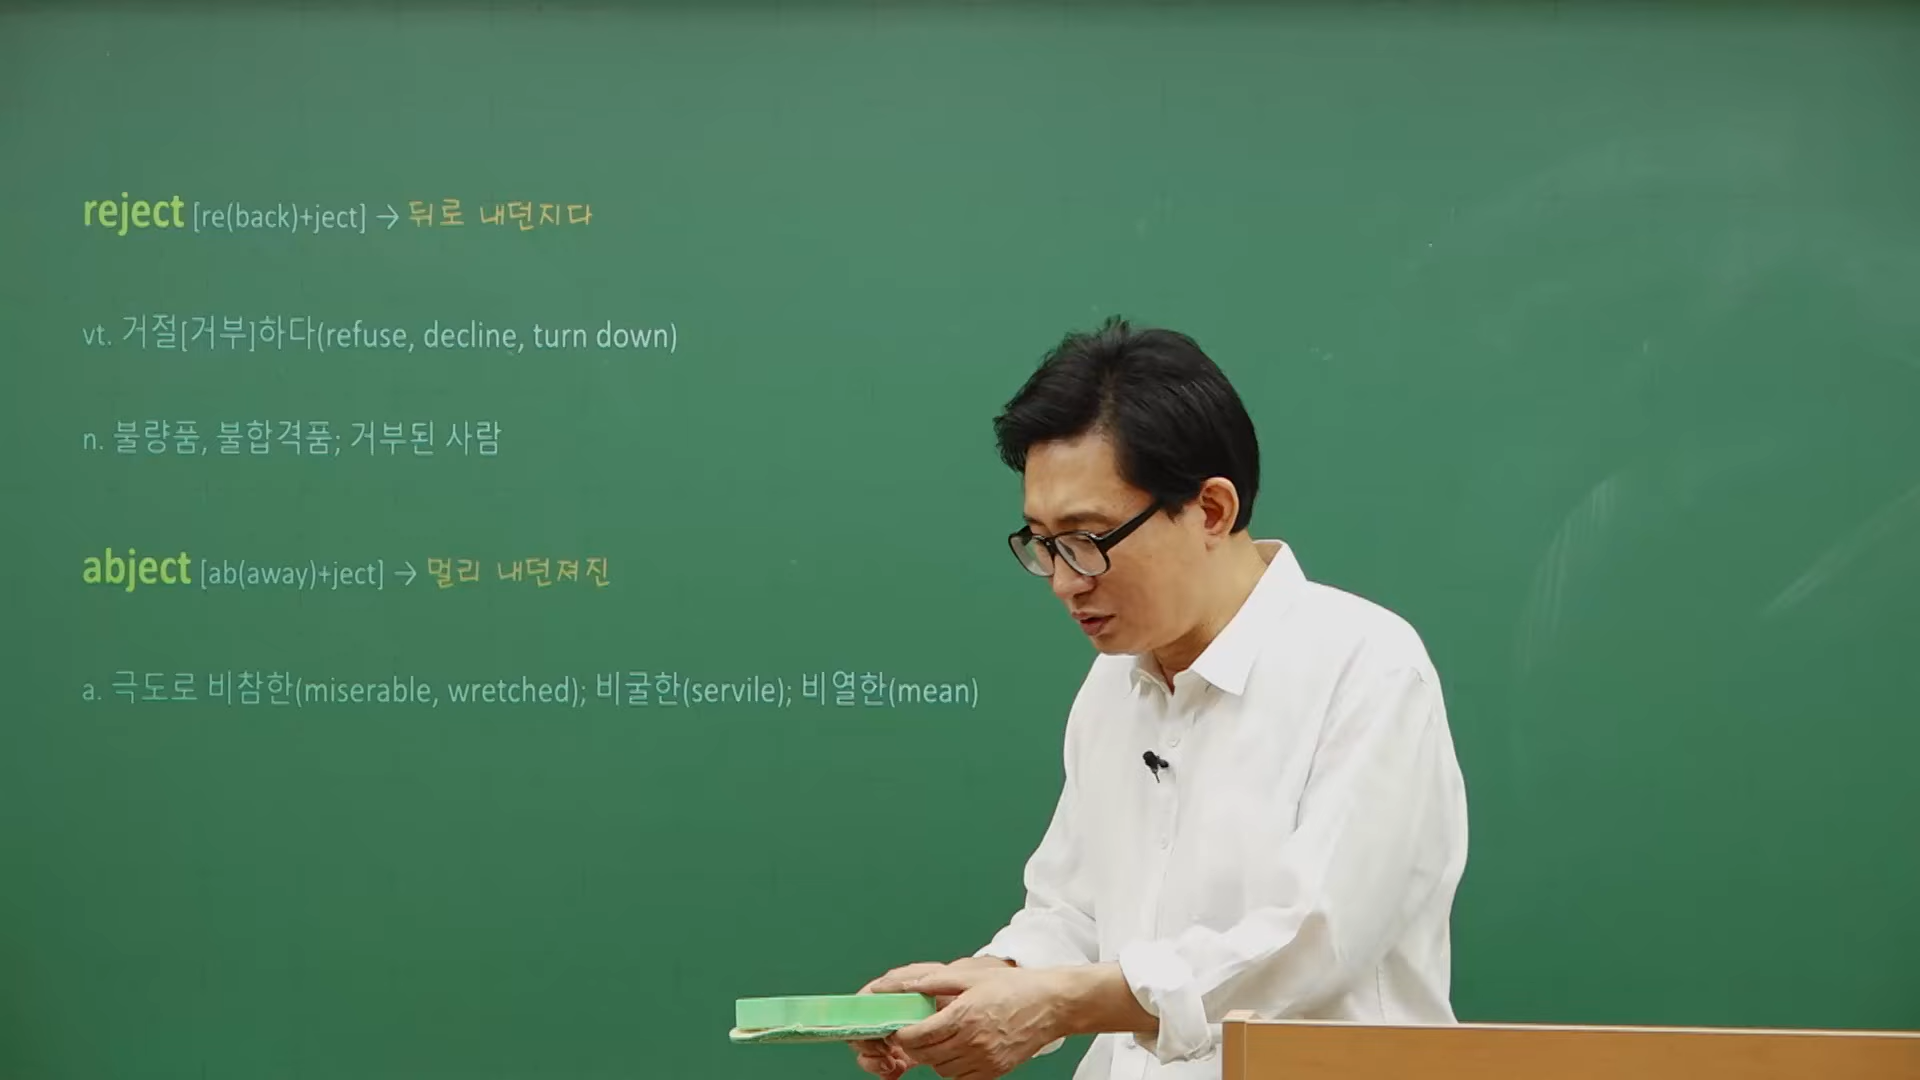 reject [re(back)+ject] → 뒤로 내던지다
vt. 거절[거부]하다(refuse, decline, turn down)
n. 불량품, 불합격품; 거부된 사람
abject [ab(away)+ject] → 멀리 내던져진
a. 극도로 비참한(miserable, wretched); 비굴한(servile); 비열한(mean)